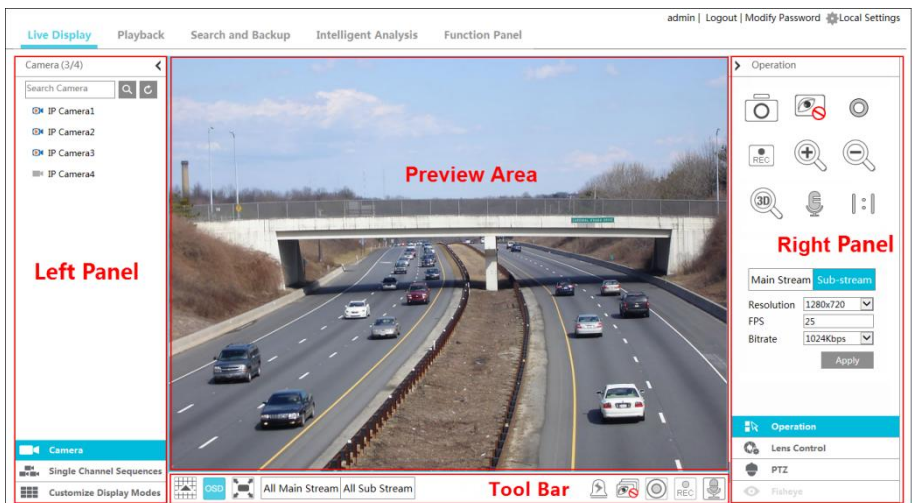 admin | Logout | Modify Password Local Settings
Live Display Playback Search and Backup Intelligent Analysis Function Panel
Camera (3/4)
Search Camera
IP Camera1
IP Camera2
IP Camera3
IP Camera4
Left Panel
Camera
Single Channel Sequences
Customize Display Modes
Preview Area
OSD
All Main Stream All Sub Stream
Tool Bar
REC
Operation
REC
3D
1:1
Right Panel
Main Stream Sub-stream
Resolution 1280x720
FPS 25
Bitrate 1024Kbps
Apply
Operation
Lens Control
PTZ
Fisheye